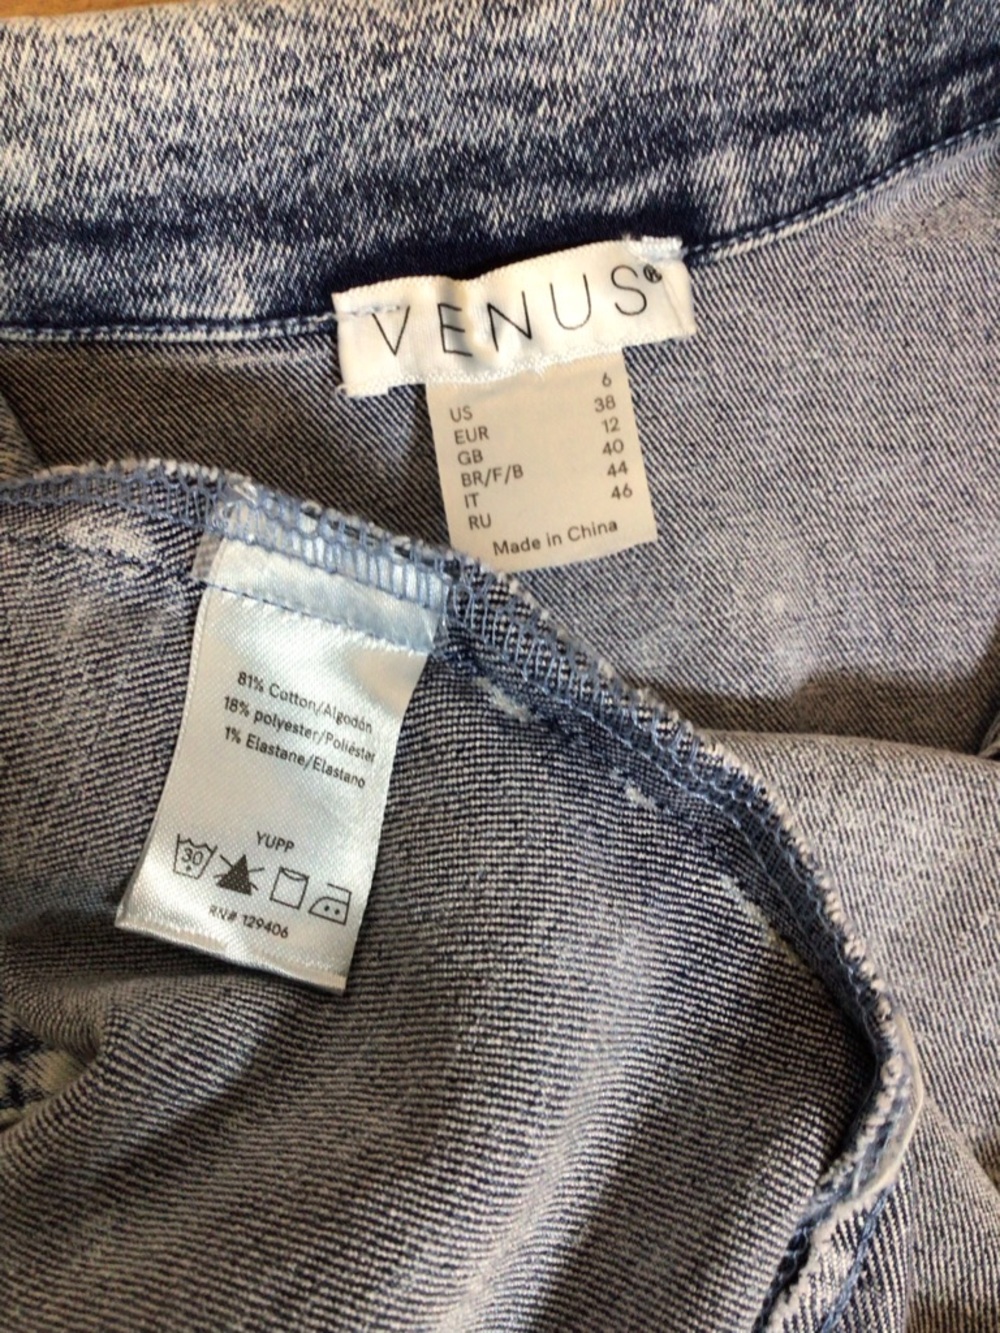 VENUS®
US 6
EUR 38
GB 12
BR/F/B 40
IT 44
RU 46
Made in China
81% Cotton/Algodón
18% polyester/Poliéster
1% Elastane/Elastano
YUPP
30
RN# 129406